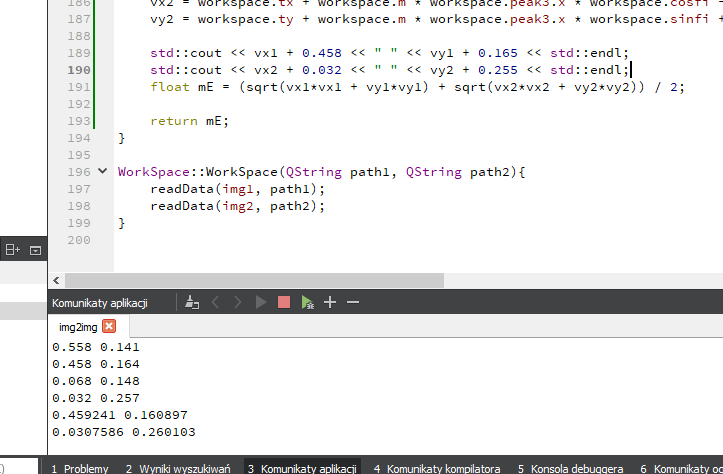 186 vx2 = workspace.tx + workspace.m * workspace.peak3.x * workspace.cosfi -
187 vy2 = workspace.ty + workspace.m * workspace.peak3.x * workspace.sinfi +
188
189 std::cout << vx1 + 0.458 << " " << vy1 + 0.165 << std::endl;
190 std::cout << vx2 + 0.032 << " " << vy2 + 0.255 << std::endl;
191 float mE = (sqrt(vx1*vx1 + vy1*vy1) + sqrt(vx2*vx2 + vy2*vy2)) / 2;
192
193 return mE;
194 }
195
196 WorkSpace::WorkSpace(QString path1, QString path2){
197 readData(img1, path1);
198 readData(img2, path2);
199 }
200
Komunikaty aplikacji
img2img
0.558 0.141
0.458 0.164
0.068 0.148
0.032 0.257
0.459241 0.160897
0.0307586 0.260103
1 Problemy 2 Wyniki wyszukiwań 3 Komunikaty aplikacji 4 Komunikaty kompilatora 5 Konsola debuggera 6 Komunikaty